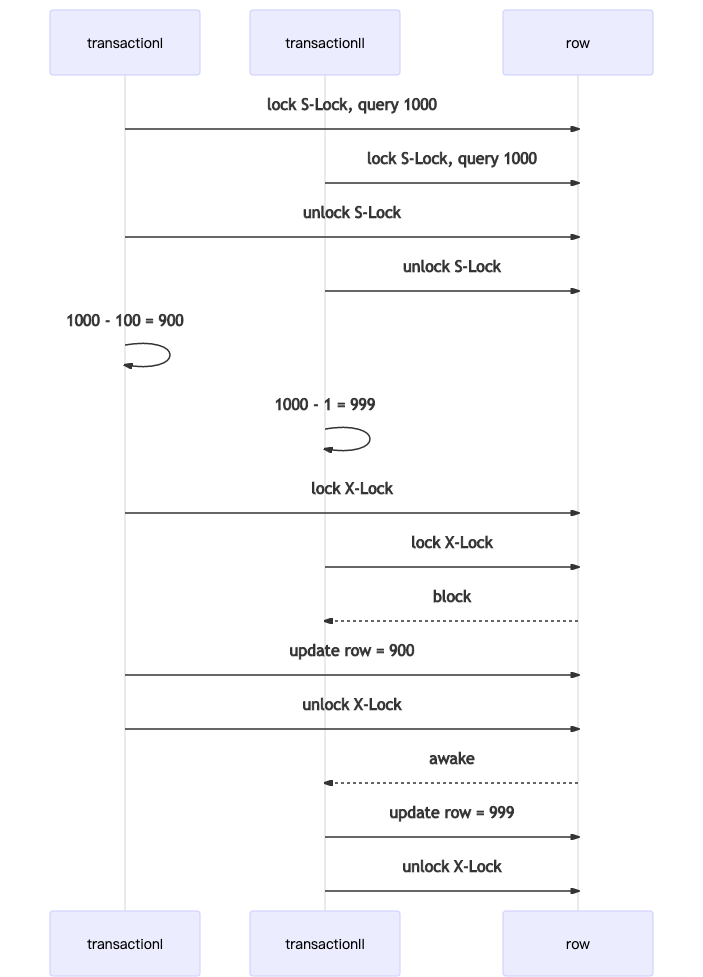 transactionI
transactionII
row
lock S-Lock, query 1000
lock S-Lock, query 1000
unlock S-Lock
unlock S-Lock
1000 - 100 = 900
1000 - 1 = 999
lock X-Lock
lock X-Lock
block
update row = 900
unlock X-Lock
awake
update row = 999
unlock X-Lock
transactionI
transactionII
row